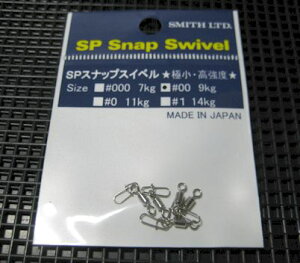 SMITH LTD.
SP Snap Swivel
SPスナップスイベル ★極小・高強度★
Size □#000 7kg ■#00 9kg
□#0 11kg □#1 14kg
MADE IN JAPAN